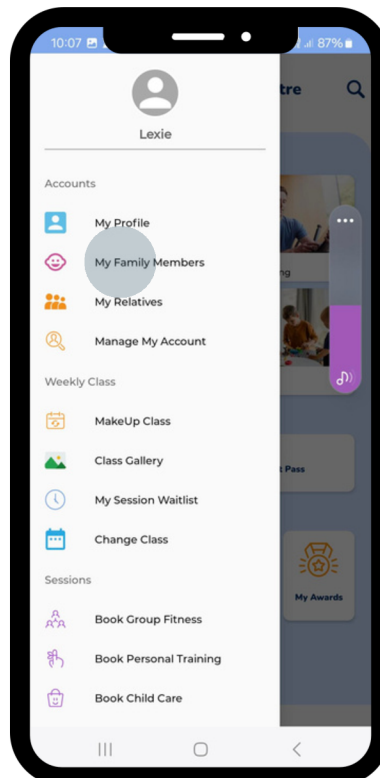 10:07
87%
tre
Lexie
Accounts
My Profile
My Family Members
ng
My Relatives
Manage My Account
Weekly Class
MakeUp Class
Class Gallery
t Pass
My Session Waitlist
Change Class
Sessions
My Awards
Book Group Fitness
Book Personal Training
Book Child Care